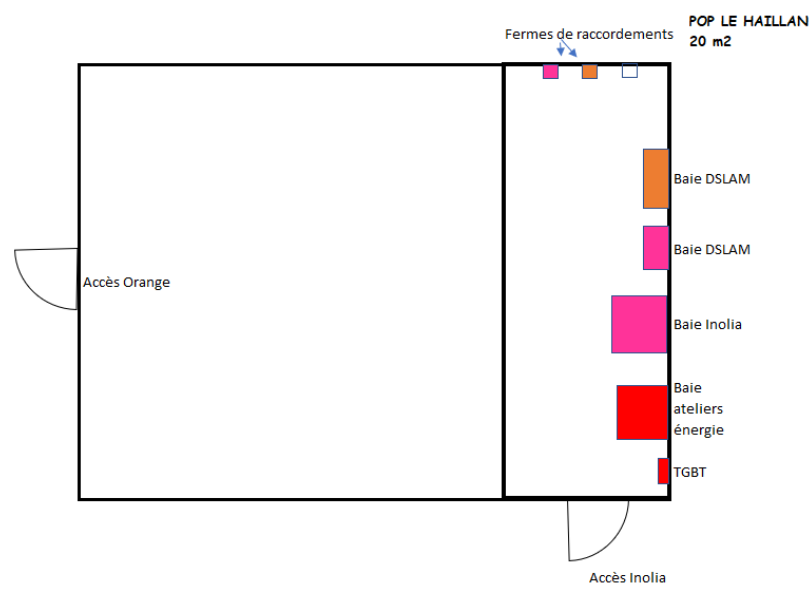 POP LE HAILLAN
20 m2
Fermes de raccordements
Baie DSLAM
Baie DSLAM
Accès Orange
Baie Inolia
Baie
ateliers
énergie
TGBT
Accès Inolia